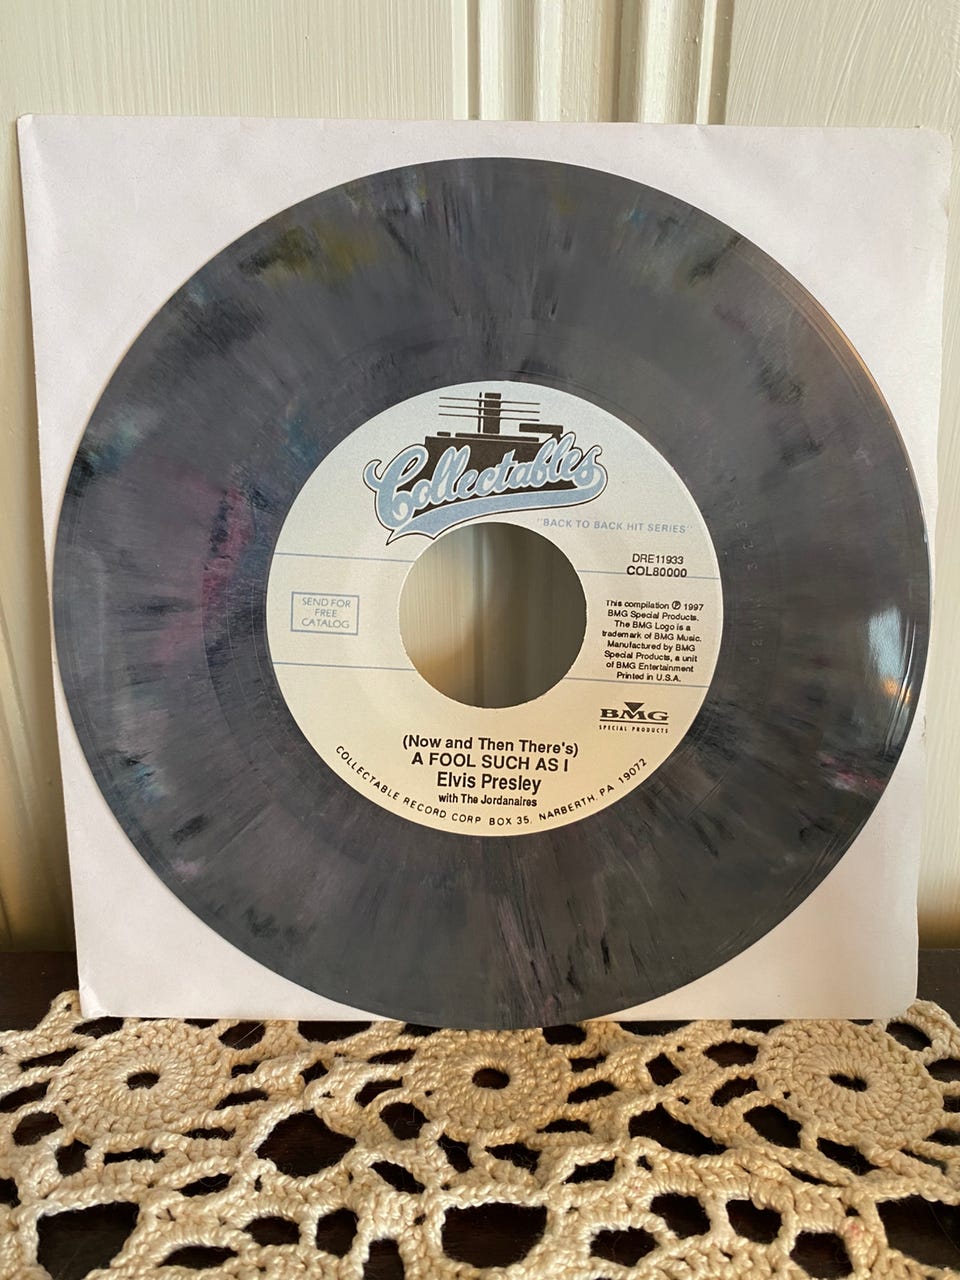 Collectables
"BACK TO BACK HIT SERIES"
DRE11933
COL80000
SEND FOR
FREE
CATALOG
This compilation ℗ 1997
BMG Special Products.
The BMG Logo is a
trademark of BMG Music.
Manufactured by BMG
Special Products, a unit
of BMG Entertainment
Printed in U.S.A.
BMG
SPECIAL PRODUCTS
(Now and Then There's)
A FOOL SUCH AS I
Elvis Presley
with The Jordanaires
COLLECTABLE RECORD CORP BOX 35, NARBERTH, PA 19072